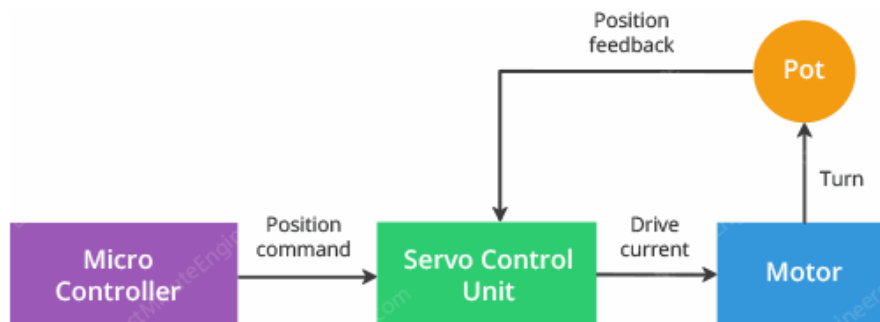 Position
feedback
Pot
Turn
Position
command
Drive
current
Micro
Controller
Servo Control
Unit
Motor